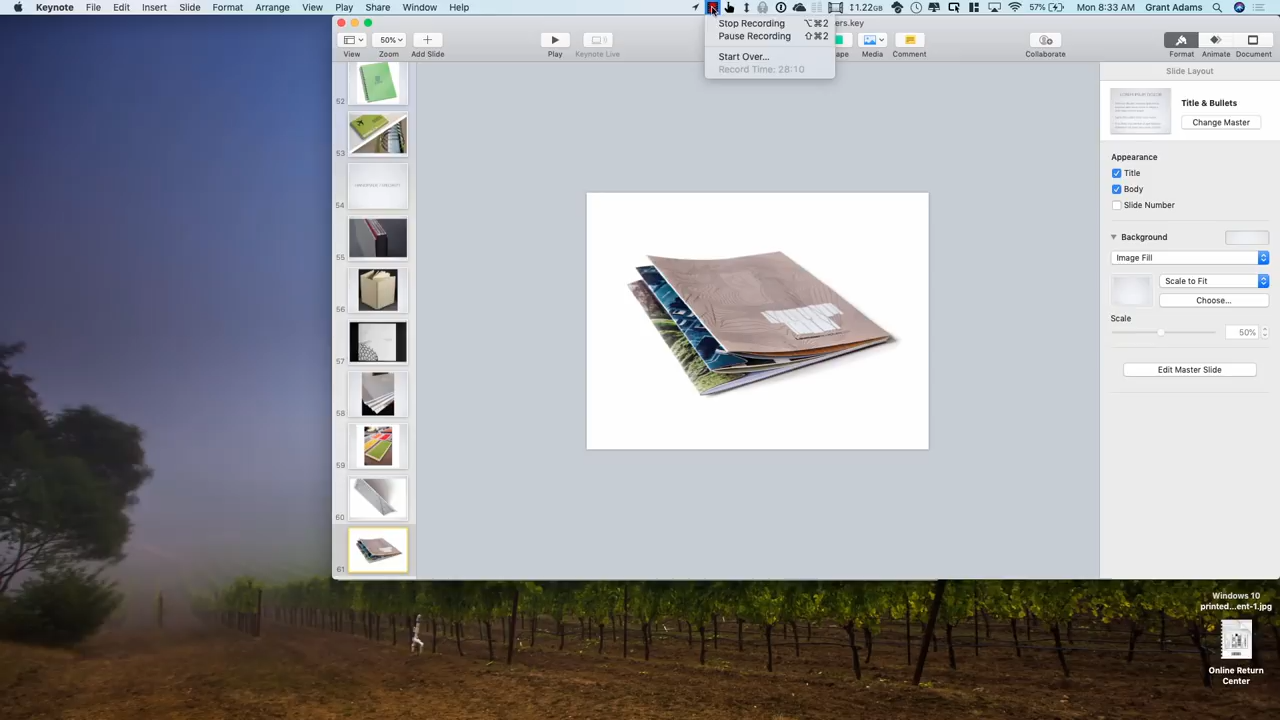 Keynote File Edit Insert Slide Format Arrange View Play Share Window Help
1.22GB 57% Mon 8:33 AM Grant Adams
Stop Recording ⌥⌘2
Pause Recording ⇧⌘2
Start Over...
Record Time: 28:10
ers.key
50%
View Zoom Add Slide Play Keynote Live ape Media Comment Collaborate Format Animate Document
Slide Layout
Title & Bullets
Change Master
Appearance
Title
Body
Slide Number
Background
Image Fill
Scale to Fit
Choose...
Scale
50%
Edit Master Slide
52
53
54
55
56
57
58
59
60
61
Windows 10
printed...ent-1.jpg
Online Return
Center